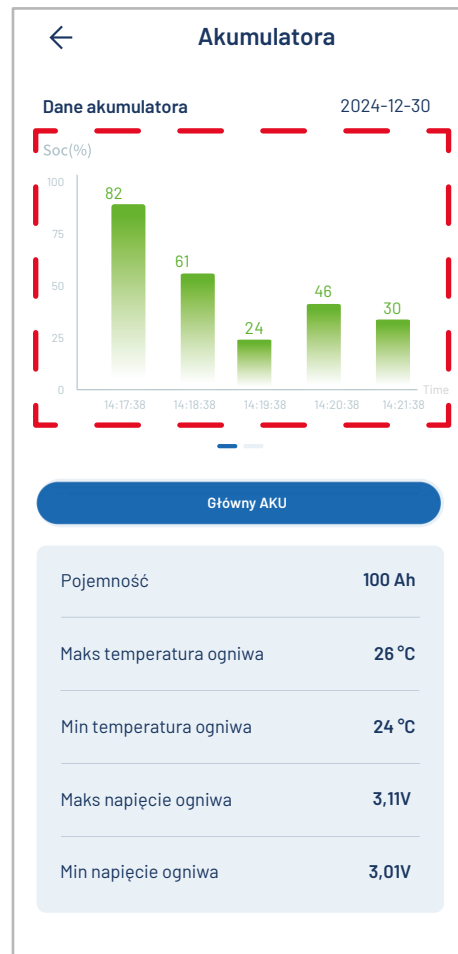 Akumulatora
Dane akumulatora 2024-12-30
Soc(%)
100
82
75
61
50
46
30
24
25
0
Time
14:17:38 14:18:38 14:19:38 14:20:38 14:21:38
Główny AKU
Pojemność 100 Ah
Maks temperatura ogniwa 26 °C
Min temperatura ogniwa 24 °C
Maks napięcie ogniwa 3,11V
Min napięcie ogniwa 3,01V